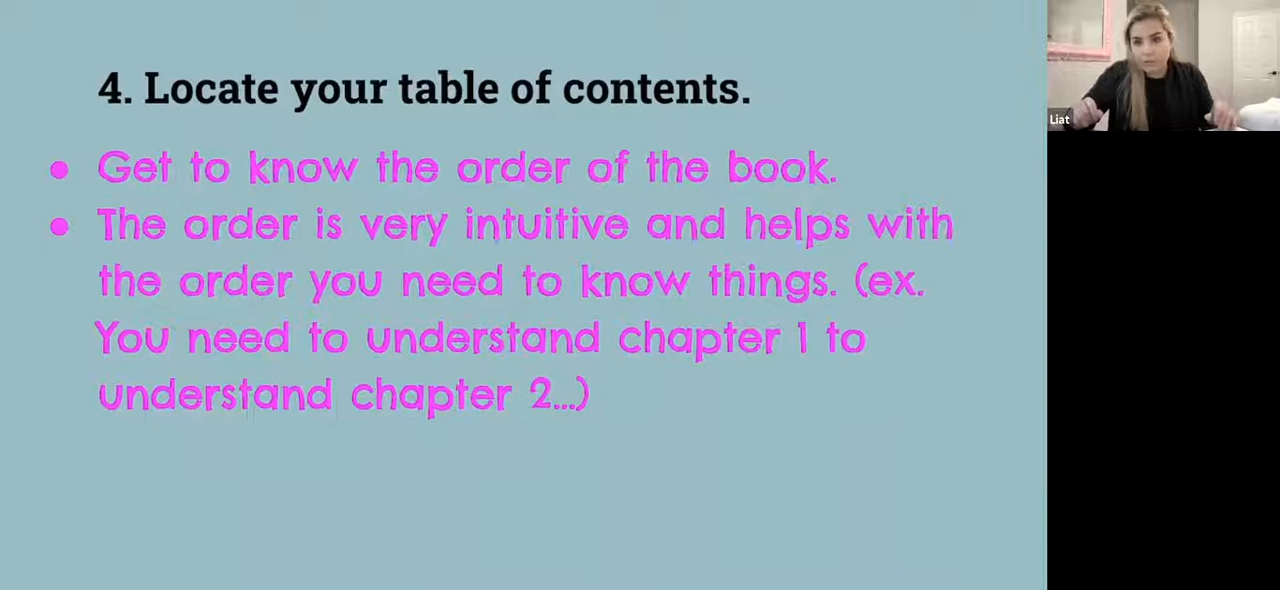 4. Locate your table of contents.
● Get to know the order of the book.
● The order is very intuitive and helps with
the order you need to know things. (ex.
You need to understand chapter 1 to
understand chapter 2...)
Liat